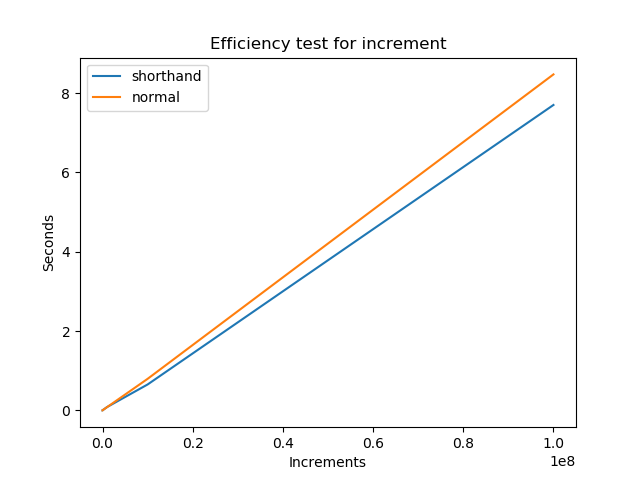 Efficiency test for increment
shorthand
normal
Seconds
8
6
4
2
0
0.0 0.2 0.4 0.6 0.8 1.0
1e8
Increments